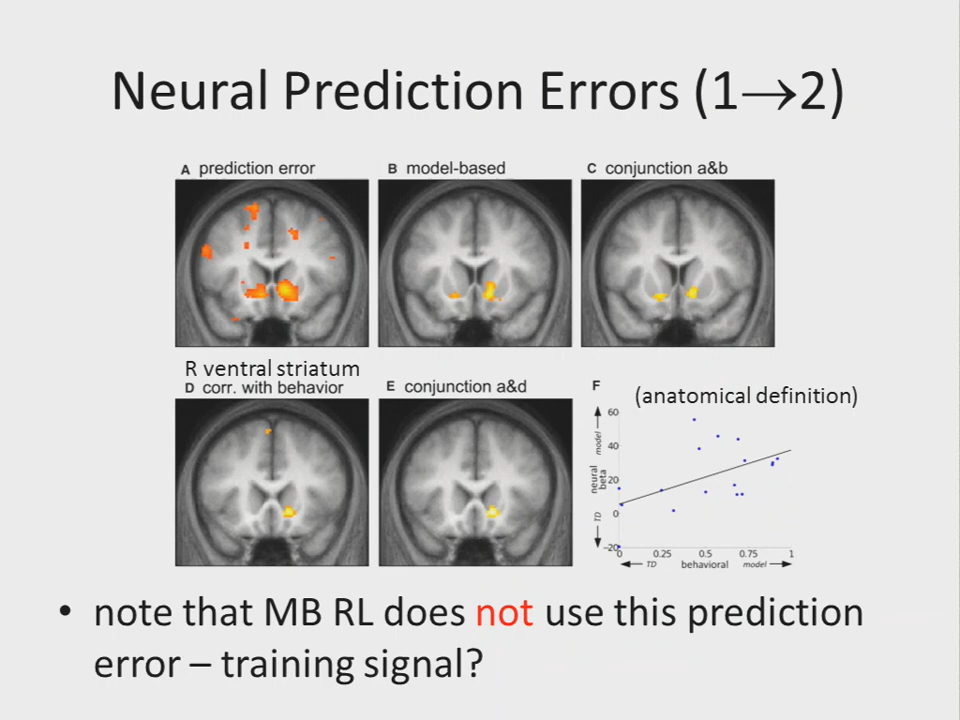 Neural Prediction Errors (1→2)
A prediction error
B model-based
C conjunction a&b
R ventral striatum
D corr. with behavior
E conjunction a&d
F
(anatomical definition)
60
40
20
0
-20
model
neural
beta
TD
0 0.25 0.5 0.75 1
TD behavioral model
• note that MB RL does not use this prediction
error – training signal?